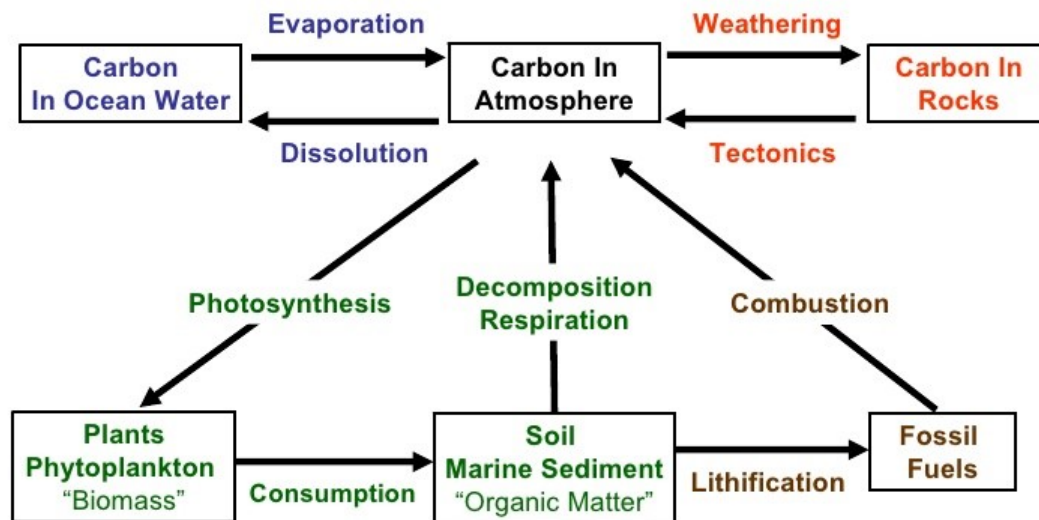 Evaporation
Weathering
Carbon
In Ocean Water
Carbon In
Atmosphere
Carbon In
Rocks
Dissolution
Tectonics
Photosynthesis
Decomposition
Respiration
Combustion
Plants
Phytoplankton
“Biomass”
Consumption
Soil
Marine Sediment
“Organic Matter”
Lithification
Fossil
Fuels